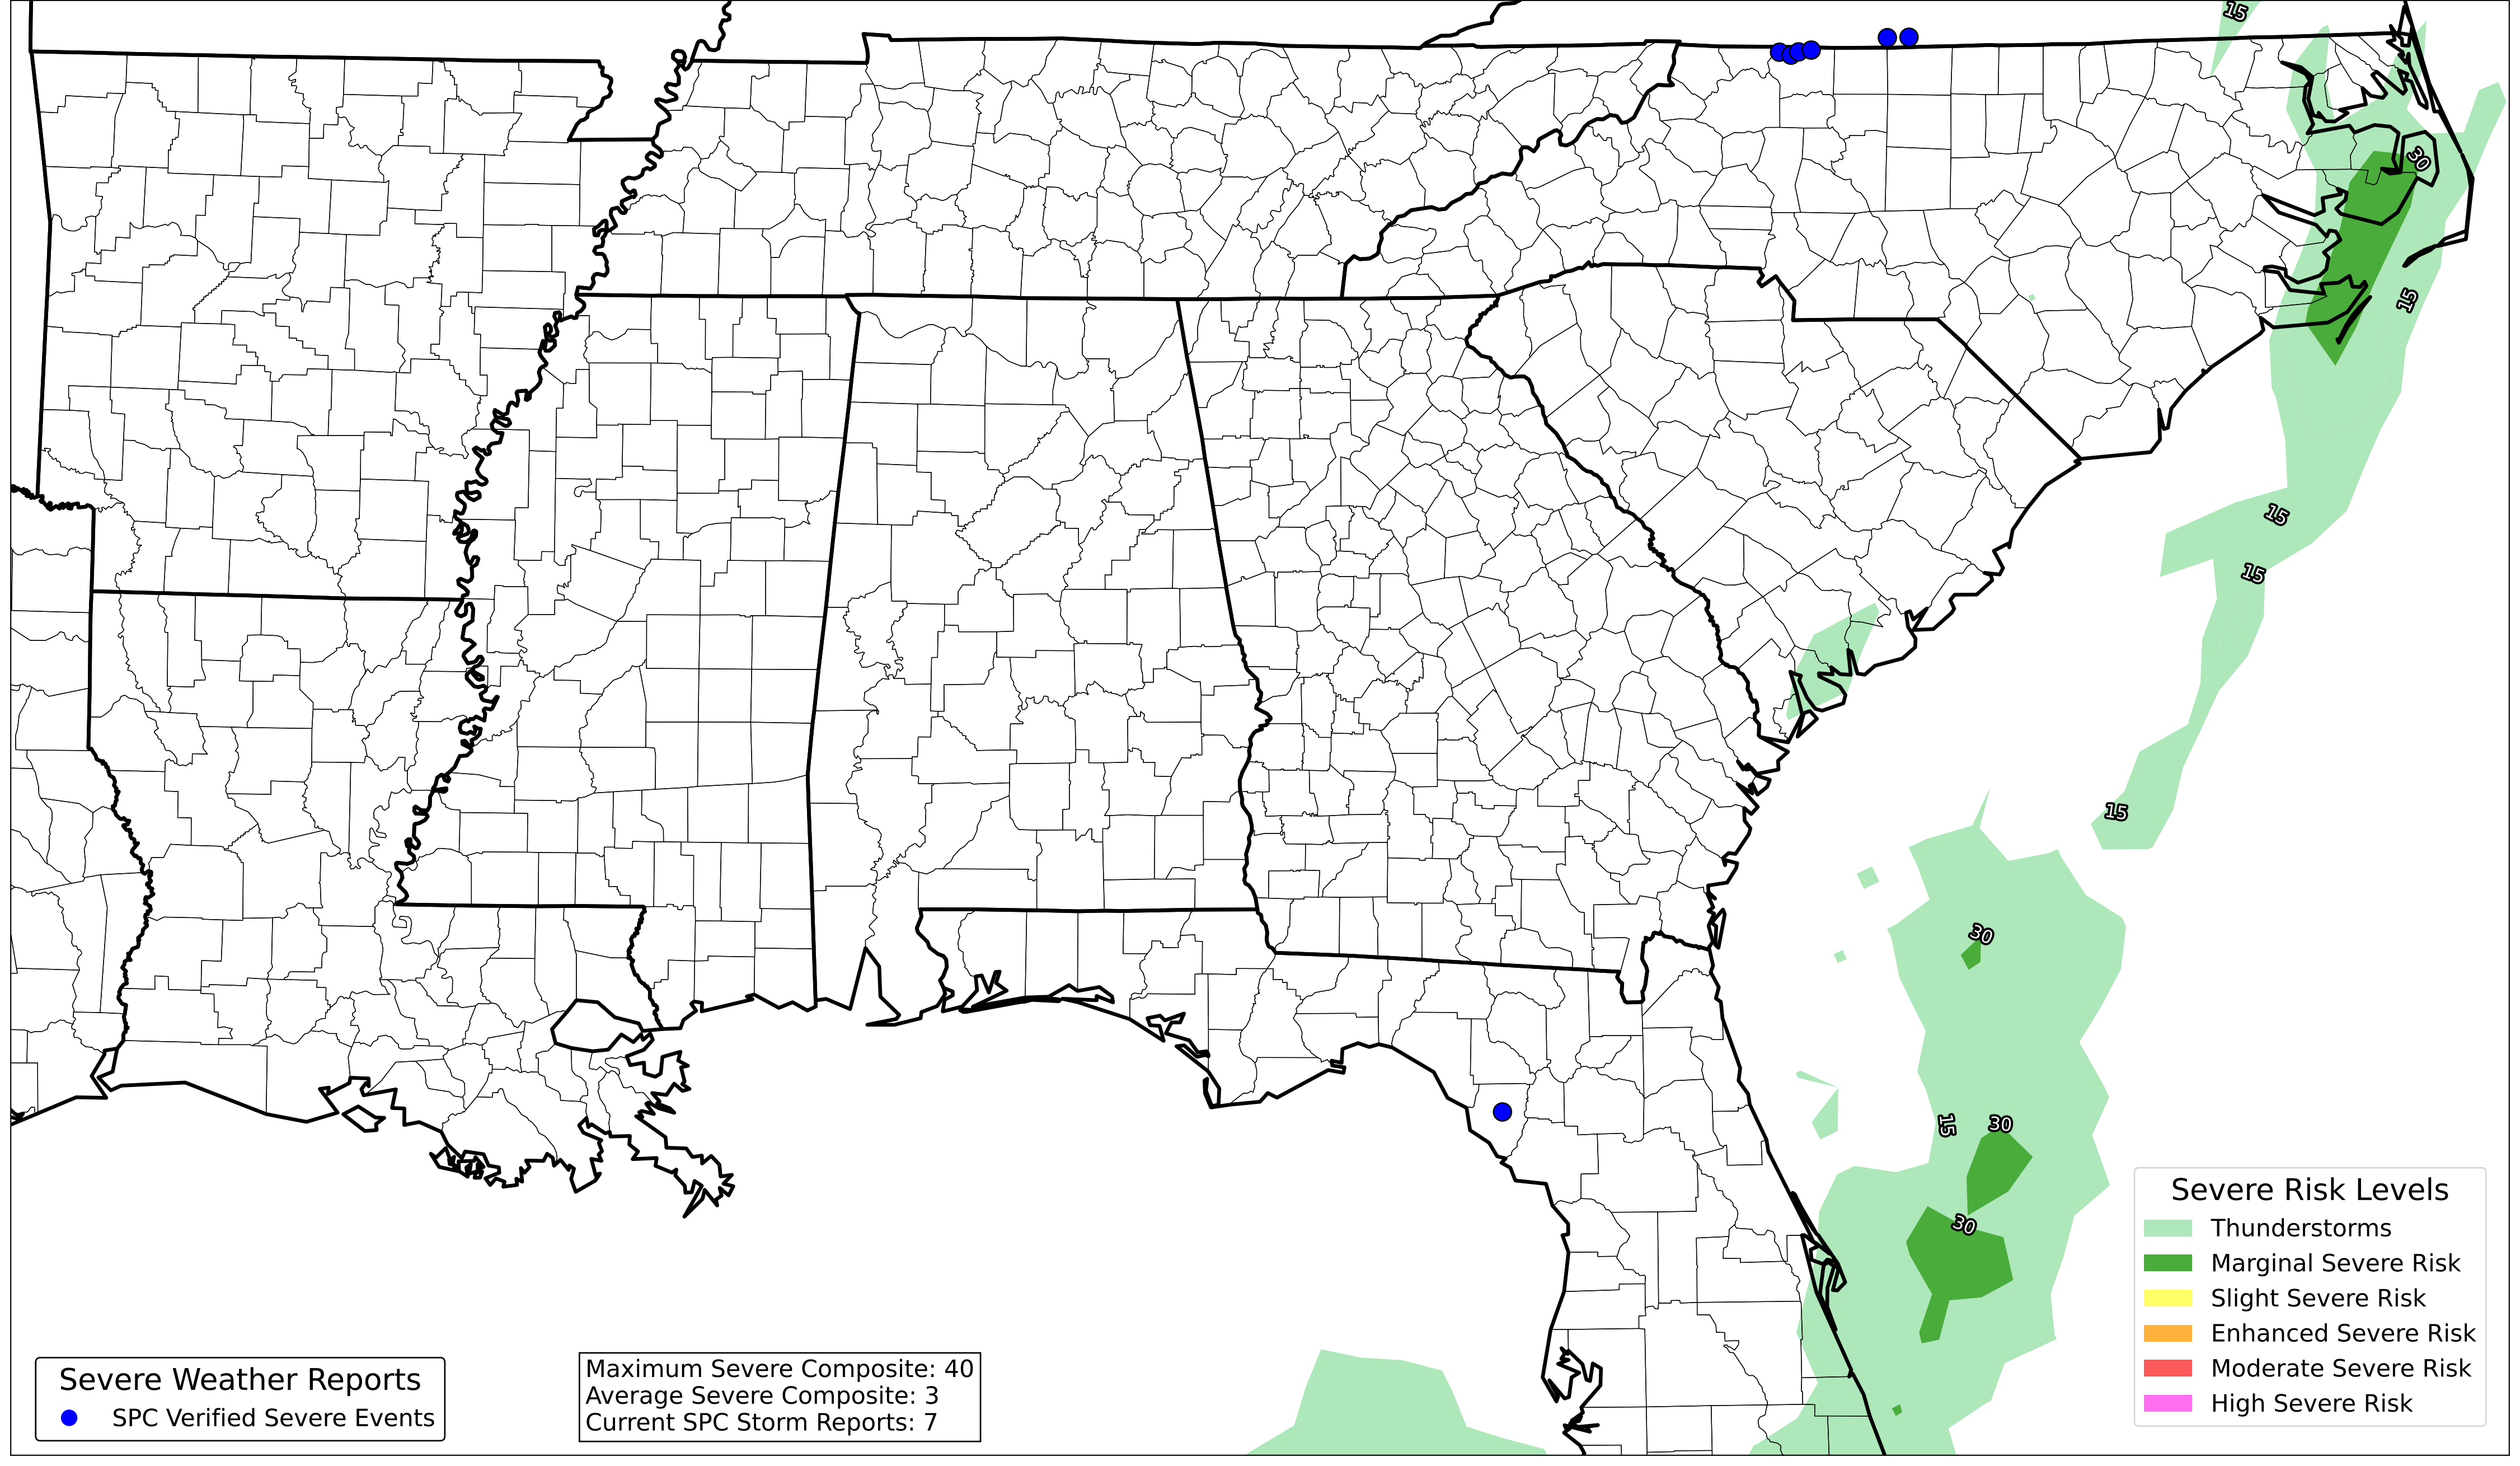 15
30
15
15
15
15
30
15
30
30
Severe Risk Levels
Thunderstorms
Marginal Severe Risk
Slight Severe Risk
Enhanced Severe Risk
Moderate Severe Risk
High Severe Risk
Severe Weather Reports
SPC Verified Severe Events
Maximum Severe Composite: 40
Average Severe Composite: 3
Current SPC Storm Reports: 7